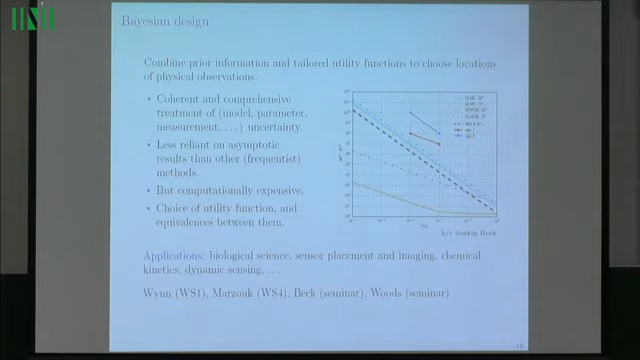 Bayesian design
Combine prior information and tailored utility functions to choose locations
of physical observations.
• Coherent and comprehensive
treatment of (model, parameter,
measurement, . . . ) uncertainty.
• Less reliant on asymptotic
results than other (frequentist)
methods.
• But computationally expensive.
• Choice of utility function, and
equivalences between them.
h/t Joakim Beck
Applications: biological science, sensor placement and imaging, chemical
kinetics, dynamic sensing, . . .
Wynn (WS1), Marzouk (WS4), Beck (seminar), Woods (seminar)